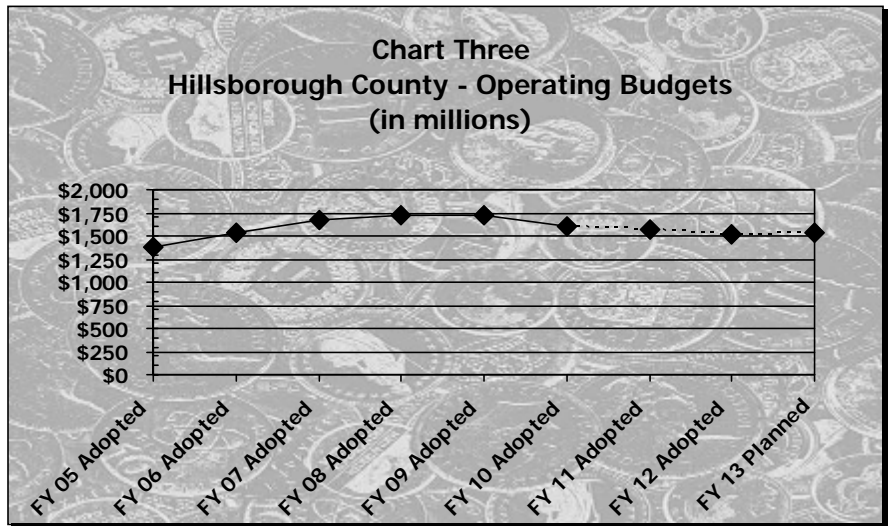 Chart Three
Hillsborough County - Operating Budgets
(in millions)
$2,000
$1,750
$1,500
$1,250
$1,000
$750
$500
$250
$0
FY 05 Adopted
FY 06 Adopted
FY 07 Adopted
FY 08 Adopted
FY 09 Adopted
FY 10 Adopted
FY 11 Adopted
FY 12 Adopted
FY 13 Planned